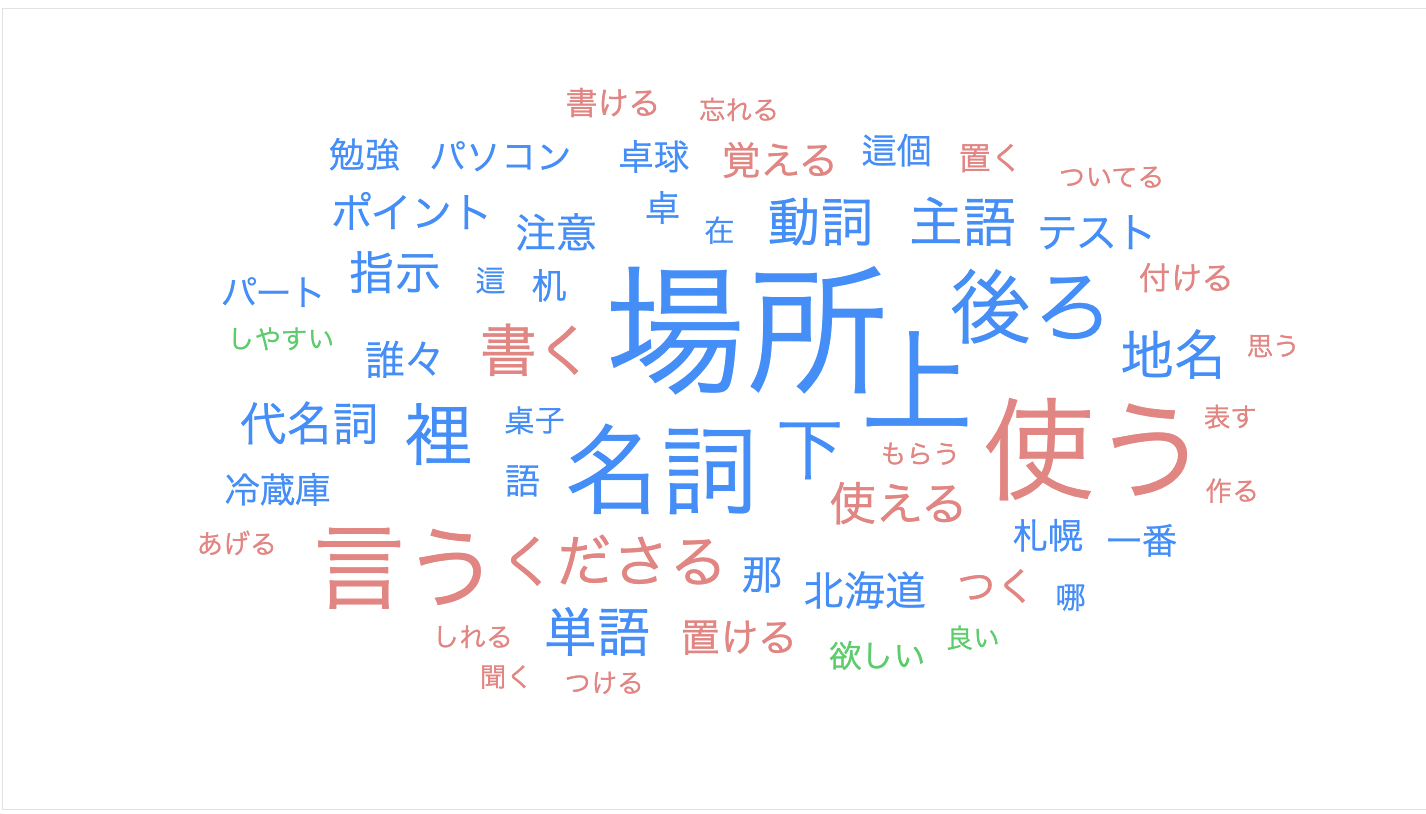 書ける 忘れる
勉強 パソコン 卓球 覚える 這個 置く ついてる
ポイント 注意 卓 在 動詞 主語 テスト
パート 指示 這 机 場所 後る 付ける
しやすい 誰々 書く 上 地名 思う
代名詞 裡 桌子 名詞 下 もらう 使う 表す
冷蔵庫 語 使える 作る
あげる 言う くださる 那 北海道 札幌 一番
つく 哪
しれる 単語 置ける 欲しい 良い
聞く つける